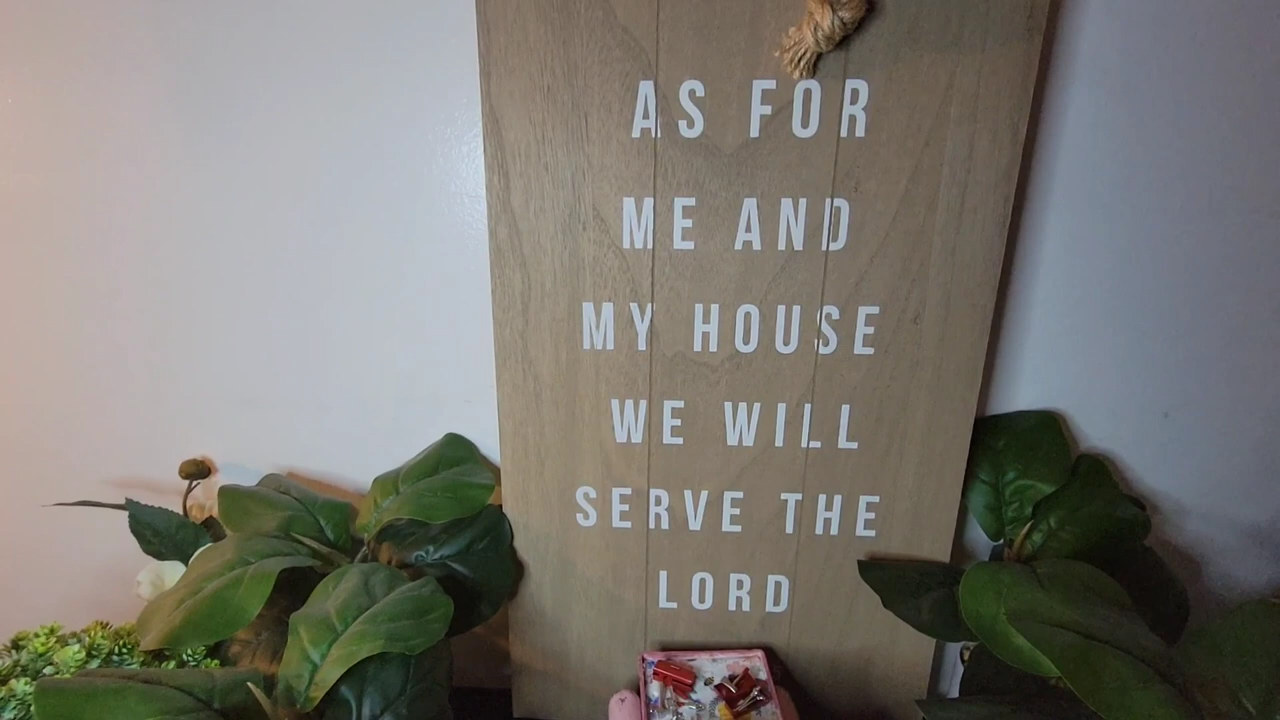 AS FOR
ME AND
MY HOUSE
WE WILL
SERVE THE
LORD